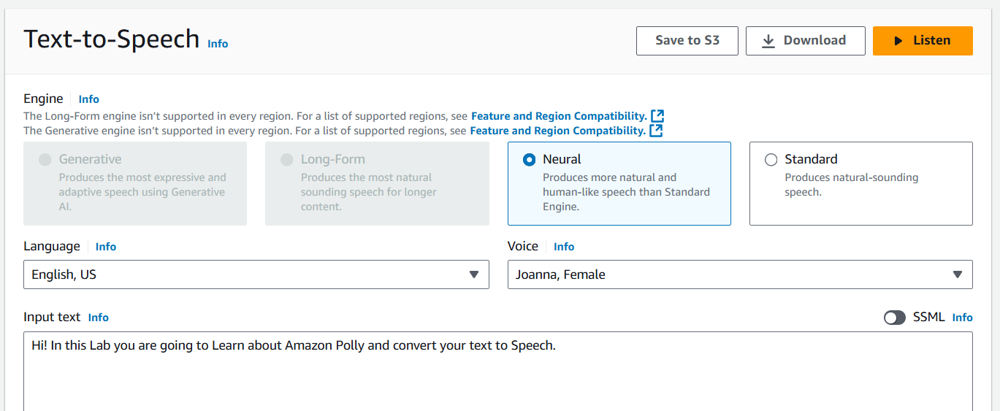 Text-to-Speech Info
Save to S3
Download
Listen
Engine Info
The Long-Form engine isn’t supported in every region. For a list of supported regions, see Feature and Region Compatibility.
The Generative engine isn’t supported in every region. For a list of supported regions, see Feature and Region Compatibility.
Generative
Produces the most expressive and
adaptive speech using Generative
AI.
Long-Form
Produces the most natural
sounding speech for longer
content.
Neural
Produces more natural and
human-like speech than Standard
Engine.
Standard
Produces natural-sounding
speech.
Language Info
English, US
Voice Info
Joanna, Female
Input text Info
SSML Info
Hi! In this Lab you are going to Learn about Amazon Polly and convert your text to Speech.